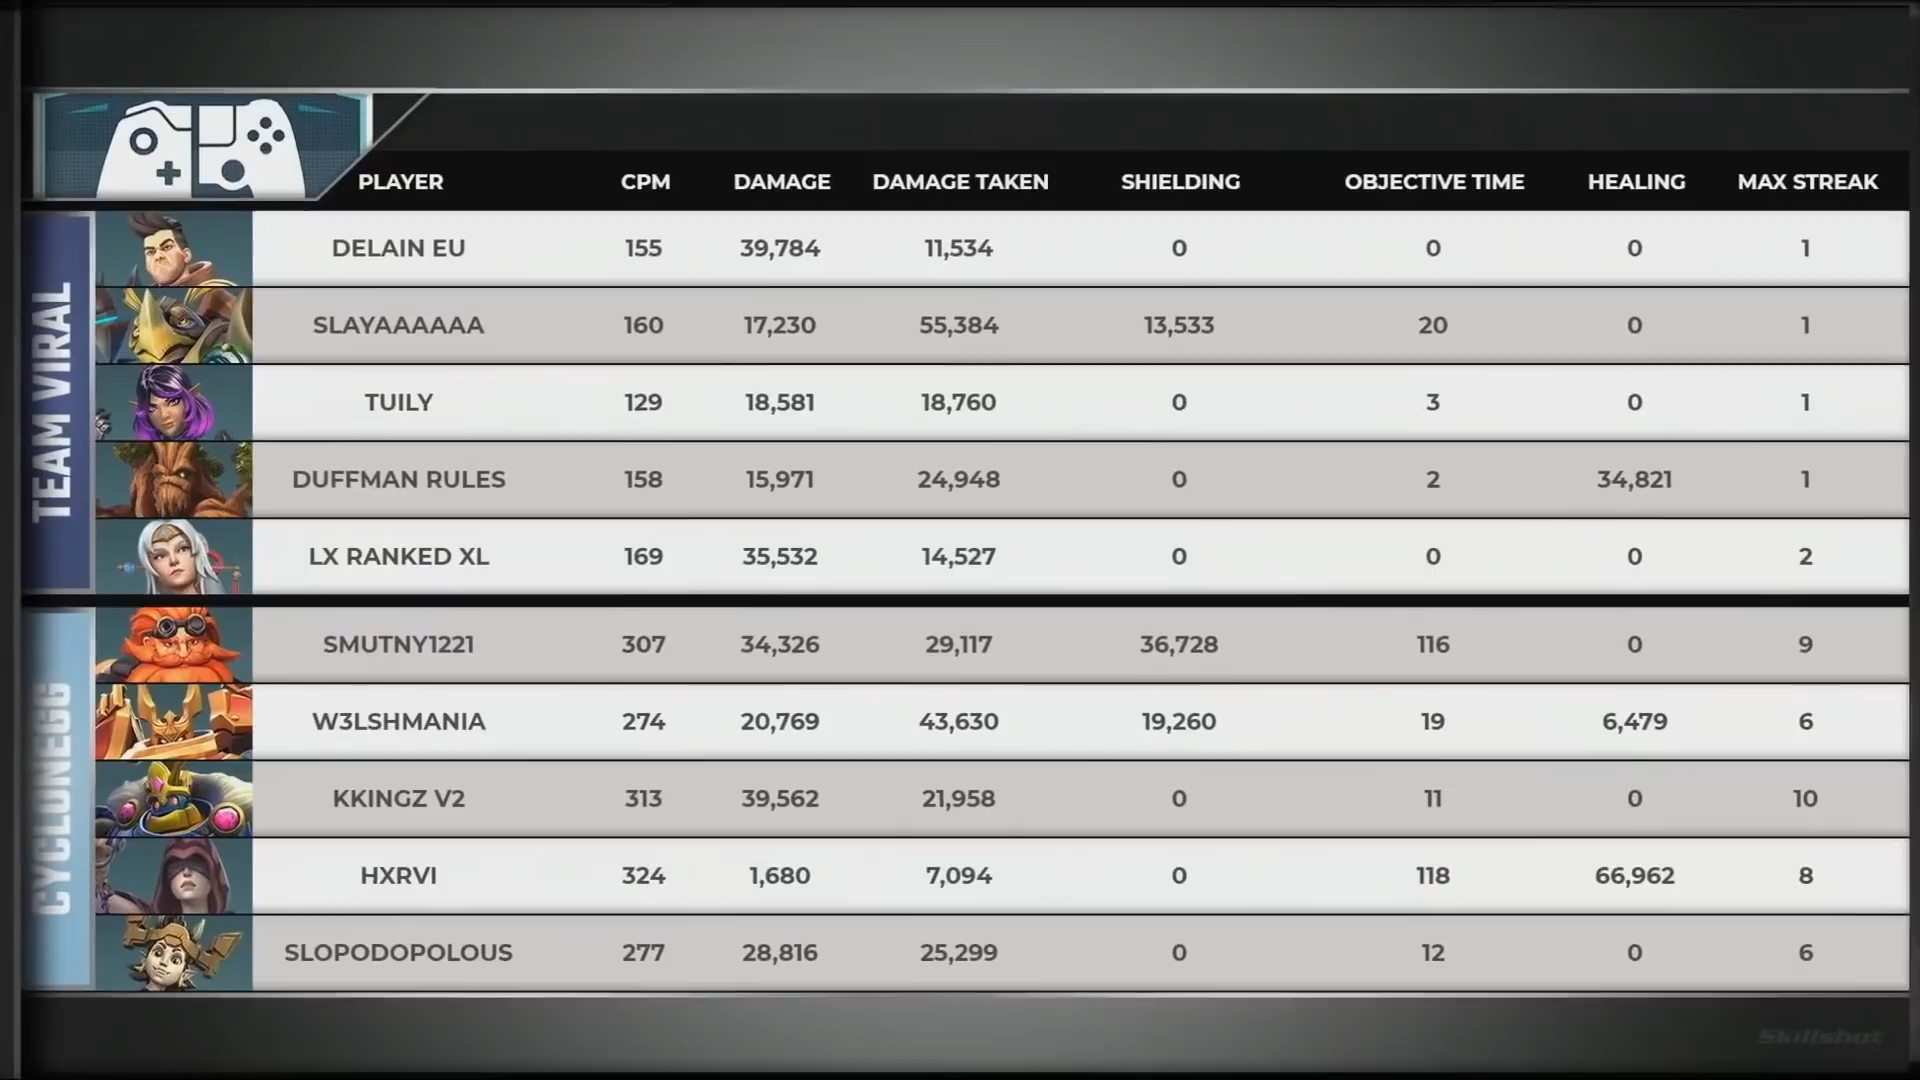 PLAYER CPM DAMAGE DAMAGE TAKEN SHIELDING OBJECTIVE TIME HEALING MAX STREAK
TEAM VIRAL
DELAIN EU 155 39,784 11,534 0 0 0 1
SLAYAAAAAA 160 17,230 55,384 13,533 20 0 1
TUILY 129 18,581 18,760 0 3 0 1
DUFFMAN RULES 158 15,971 24,948 0 2 34,821 1
LX RANKED XL 169 35,532 14,527 0 0 0 2
CYCLONEGG
SMUTNY1221 307 34,326 29,117 36,728 116 0 9
W3LSHMANIA 274 20,769 43,630 19,260 19 6,479 6
KKINGZ V2 313 39,562 21,958 0 11 0 10
HXRVI 324 1,680 7,094 0 118 66,962 8
SLOPODOPOLOUS 277 28,816 25,299 0 12 0 6
Skillshot